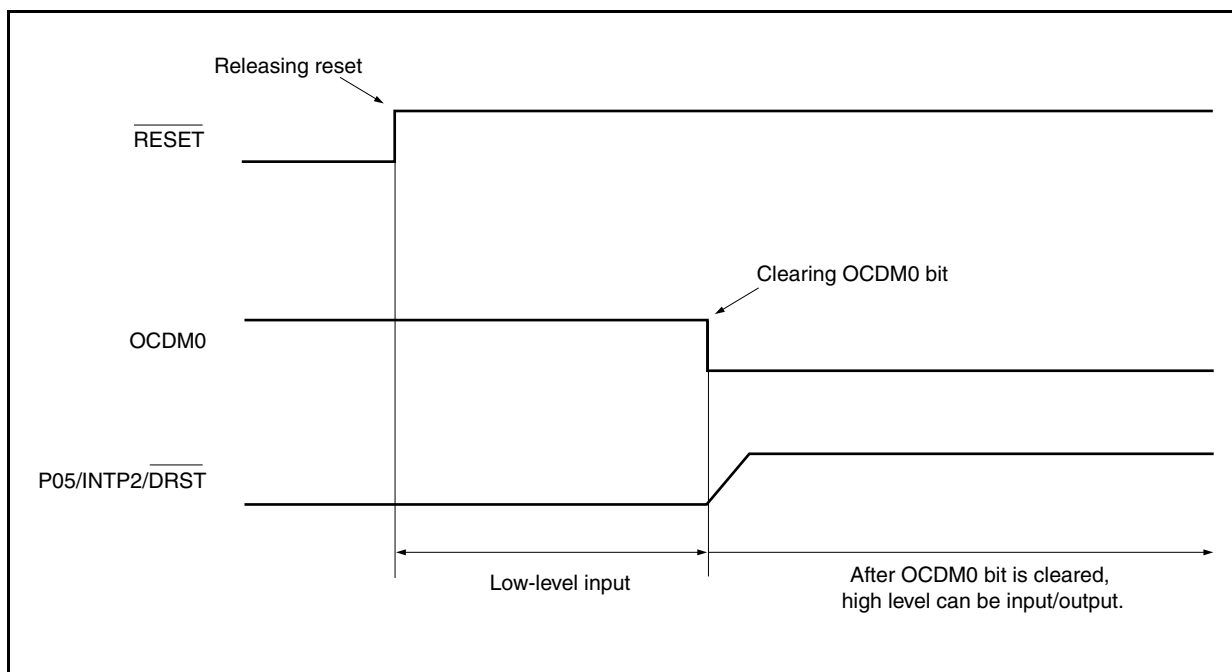 Releasing reset
RESET
Clearing OCDM0 bit
OCDM0
P05/INTP2/DRST
Low-level input
After OCDM0 bit is cleared,
high level can be input/output.